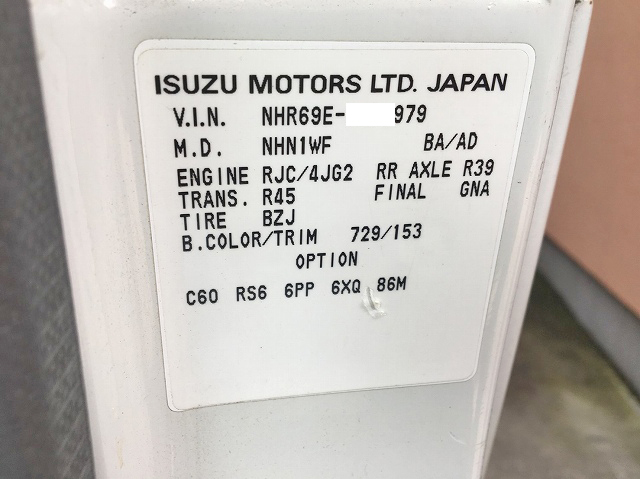 ISUZU MOTORS LTD. JAPAN
V.I.N. NHR69E- 979
M.D. NHN1WF BA/AD
ENGINE RJC/4JG2 RR AXLE R39
TRANS. R45 FINAL GNA
TIRE BZJ
B.COLOR/TRIM 729/153
OPTION
C60 RS6 6PP 6XQ 86M